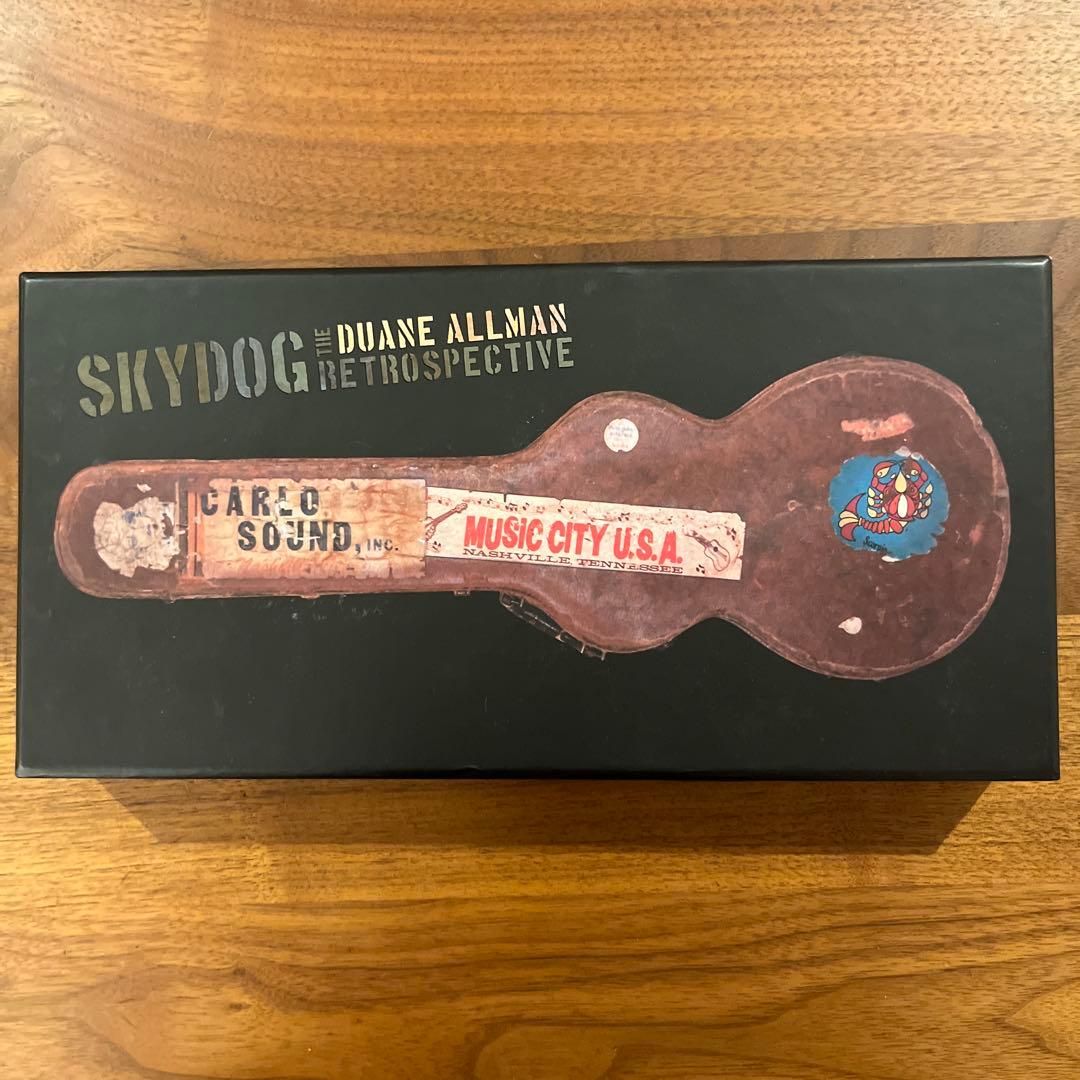 SKYDOG
THE
DUANE ALLMAN
RETROSPECTIVE
CARLO
SOUND, INC.
MUSIC CITY U.S.A.
NASHVILLE, TENNESSEE